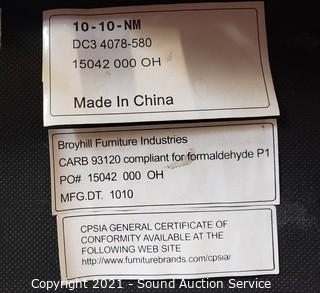 10-10-NM
DC3 4078-580
15042 000 OH
Made In China
Broyhill Furniture Industries
CARB 93120 compliant for formaldehyde P1
PO# 15042 000 OH
MFG.DT. 1010
CPSIA GENERAL CERTIFICATE OF
CONFORMITY AVAILABLE AT THE
FOLLOWING WEB SITE
http://www.furniturebrands.com/cpsia/
Copyright 2021 - Sound Auction Service